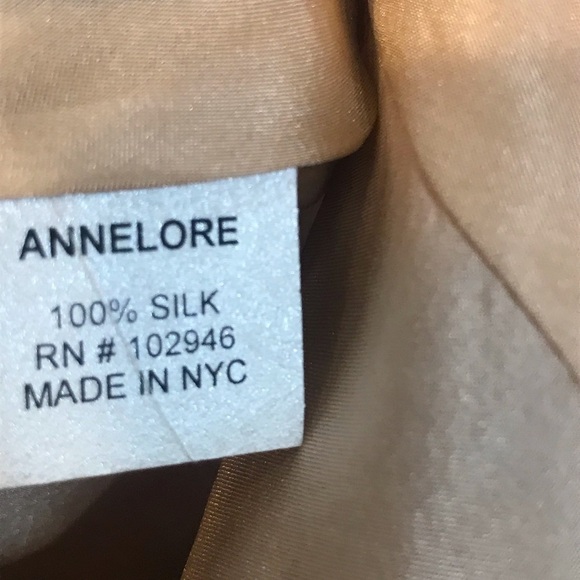 ANNELORE
100% SILK
RN # 102946
MADE IN NYC